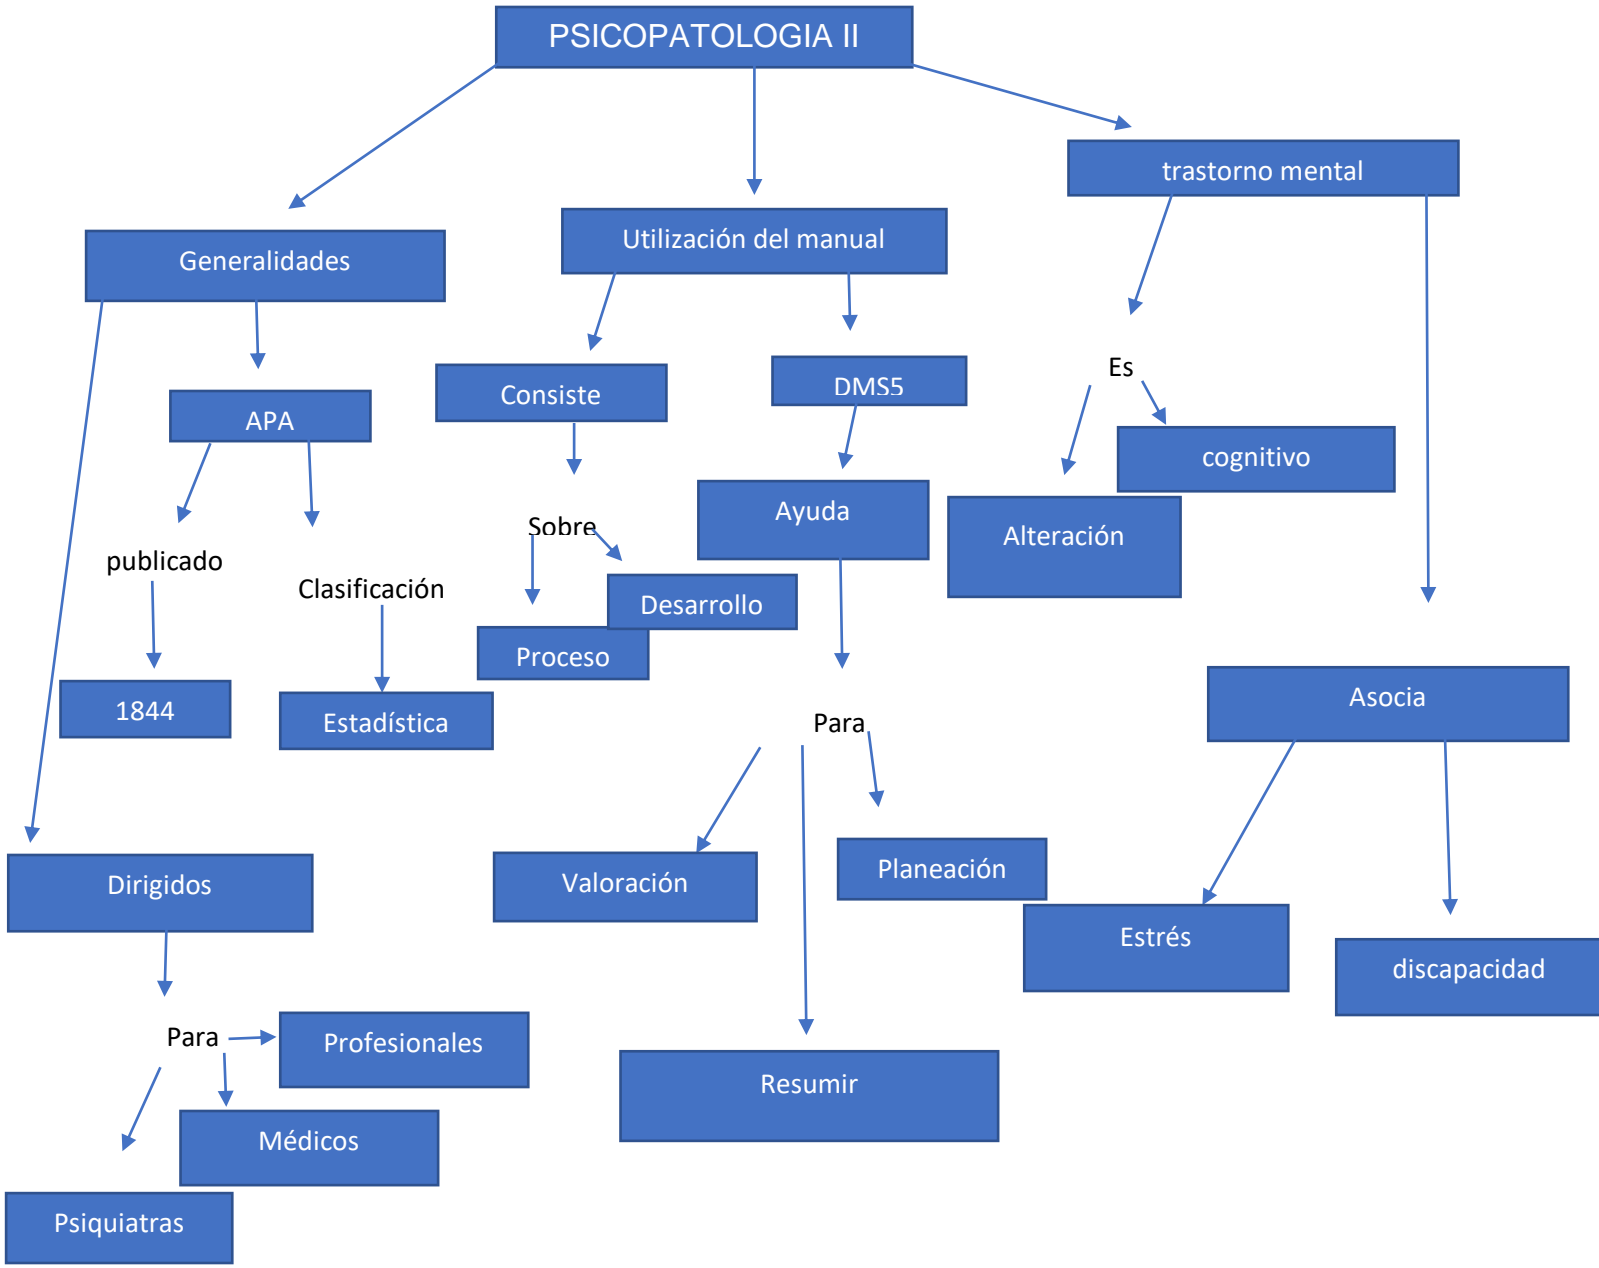 PSICOPATOLOGIA II
trastorno mental
Utilización del manual
Generalidades
Es
Consiste
DMS5
APA
cognitivo
Ayuda
Sobre
Alteración
publicado
Clasificación
Desarrollo
Proceso
Asocia
1844
Estadística
Para
Planeación
Valoración
Dirigidos
Estrés
discapacidad
Para
Profesionales
Resumir
Médicos
Psiquiatras